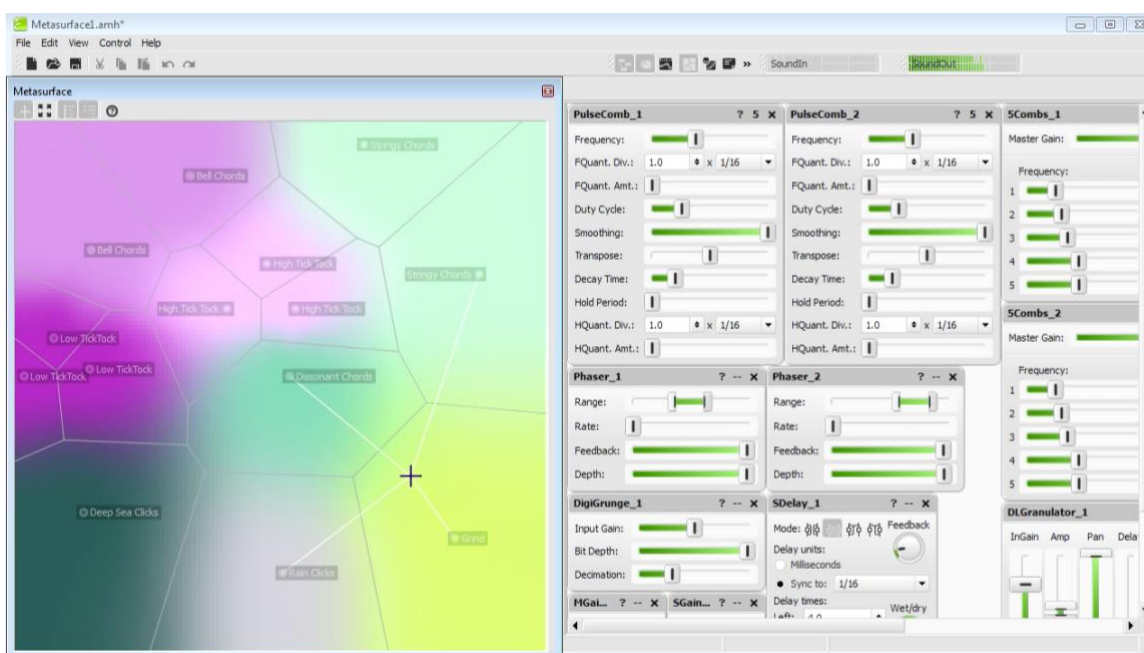 Metasurface1.amh*
File Edit View Control Help
» SoundIn SoundOut
Metasurface
Stringy Chords
Bell Chords
Bell Chords
High Tick Tock
Stringy Chords
High Tick Tock
High Tick Tock
Low TickTock
Low TickTock
Low TickTock
Dissonant Chords
Deep Sea Clicks
Grind
Rain Clicks
PulseComb_1 ? 5 x
Frequency:
FQuant. Div.: 1.0 x 1/16
FQuant. Amt.:
Duty Cycle:
Smoothing:
Transpose:
Decay Time:
Hold Period:
HQuant. Div.: 1.0 x 1/16
HQuant. Amt.:
PulseComb_2 ? 5 x
Frequency:
FQuant. Div.: 1.0 x 1/16
FQuant. Amt.:
Duty Cycle:
Smoothing:
Transpose:
Decay Time:
Hold Period:
HQuant. Div.: 1.0 x 1/16
HQuant. Amt.:
5Combs_1
Master Gain:
Frequency:
1
2
3
4
5
5Combs_2
Master Gain:
Frequency:
1
2
3
4
5
Phaser_1 ? -- x
Range:
Rate:
Feedback:
Depth:
Phaser_2 ? -- x
Range:
Rate:
Feedback:
Depth:
DigiGrunge_1 ? -- x
Input Gain:
Bit Depth:
Decimation:
SDelay_1 ? -- x
Mode: Feedback
Delay units:
Milliseconds
Sync to: 1/16
Delay times:
Wet/dry
Left: 4.0
MGai... ? -- x
SGain... ? -- x
DLGranulator_1
InGain Amp Pan Dela